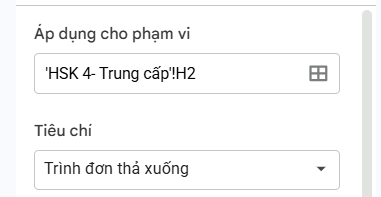 Áp dụng cho phạm vi
'HSK 4- Trung cấp'!H2
Tiêu chí
Trình đơn thả xuống